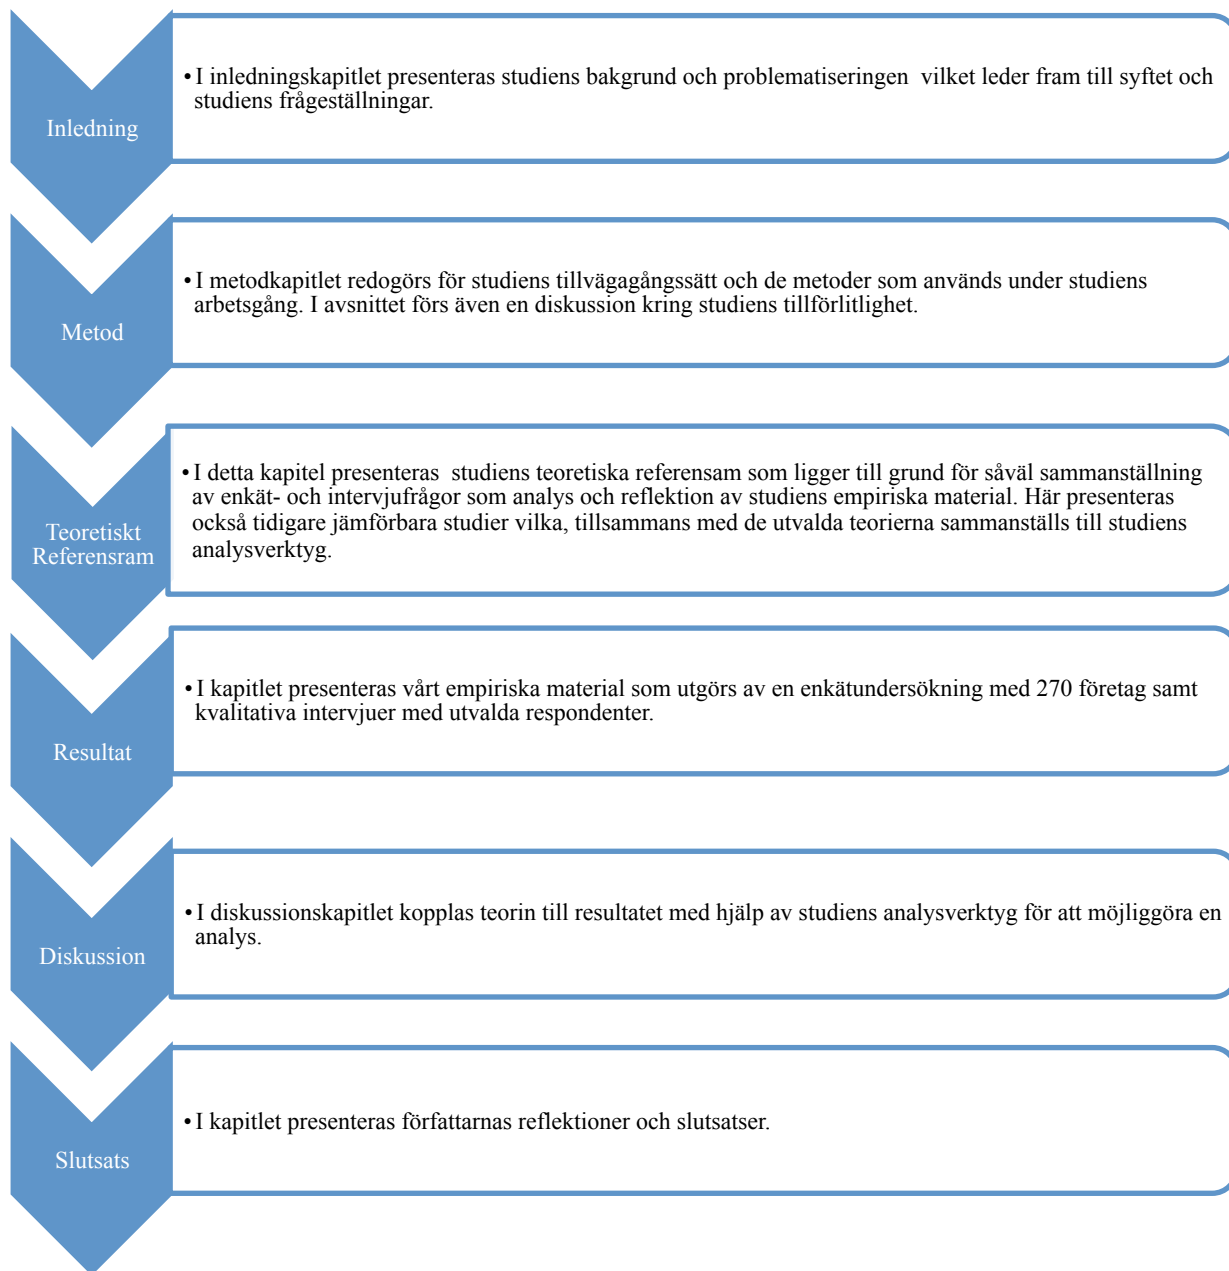 Inledning
• I inledningskapitlet presenteras studiens bakgrund och problematiseringen vilket leder fram till syftet och
studiens frågeställningar.
Metod
• I metodkapitlet redogörs för studiens tillvägagångssätt och de metoder som används under studiens
arbetsgång. I avsnittet förs även en diskussion kring studiens tillförlitlighet.
Teoretiskt
Referensram
• I detta kapitel presenteras studiens teoretiska referensam som ligger till grund för såväl sammanställning
av enkät- och intervjufrågor som analys och reflektion av studiens empiriska material. Här presenteras
också tidigare jämförbara studier vilka, tillsammans med de utvalda teorierna sammanställs till studiens
analysverktyg.
Resultat
• I kapitlet presenteras vårt empiriska material som utgörs av en enkätundersökning med 270 företag samt
kvalitativa intervjuer med utvalda respondenter.
Diskussion
• I diskussionskapitlet kopplas teorin till resultatet med hjälp av studiens analysverktyg för att möjliggöra en
analys.
Slutsats
• I kapitlet presenteras författarnas reflektioner och slutsatser.